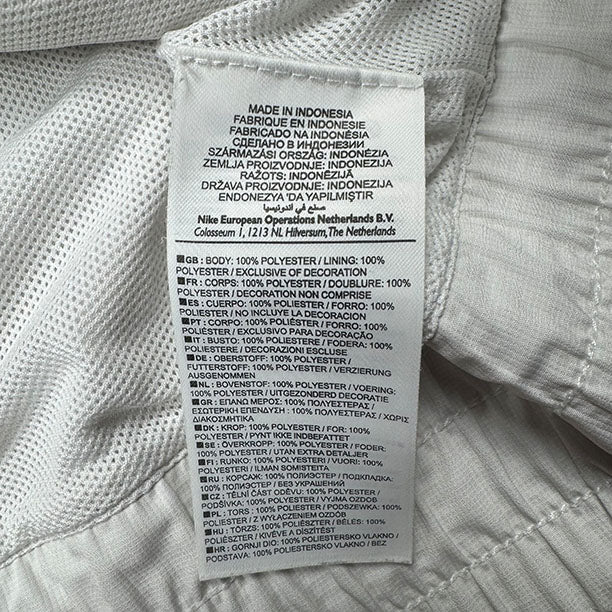 MADE IN INDONESIA
FABRIQUE EN INDONESIE
FABRICADO NA INDONÉSIA
СДЕЛАНО В ИНДОНЕЗИИ
SZÁRMAZÁSI ORSZÁG: INDONÉZIA
ZEMLJA PROIZVODNJE: INDONEZIJA
RAŽOTS: INDONĒZIJĀ
DRŽAVA PROIZVODNJE: INDONEZIJA
ENDONEZYA 'DA YAPILMIŞTIR
صنع في أندونيسيا
Nike European Operations Netherlands B.V.
Colosseum 1, 1213 NL Hilversum, The Netherlands
GB: BODY: 100% POLYESTER / LINING: 100%
POLYESTER / EXCLUSIVE OF DECORATION
FR: CORPS: 100% POLYESTER / DOUBLURE: 100%
POLYESTER / DECORATION NON COMPRISE
ES: CUERPO: 100% POLIESTER / FORRO: 100%
POLIESTER / NO INCLUYE LA DECORACION
PT: CORPO: 100% POLIÉSTER / FORRO: 100%
POLIÉSTER / EXCLUSIVO PARA DECORAÇÃO
IT: BUSTO: 100% POLIESTERE / FODERA: 100%
POLIESTERE / DECORAZIONI ESCLUSE
DE: OBERSTOFF: 100% POLYESTER /
FUTTERSTOFF: 100% POLYESTER / VERZIERUNG
AUSGENOMMEN
NL: BOVENSTOF: 100% POLYESTER / VOERING:
100% POLYESTER / UITGEZONDERD DECORATIE
GR: ΕΠΑΝΩ ΜΕΡΟΣ: 100% ΠΟΛΥΕΣΤΕΡΑΣ /
ΕΣΩΤΕΡΙΚΗ ΕΠΕΝΔΥΣΗ : 100% ΠΟΛΥΕΣΤΕΡΑΣ / ΧΩΡΙΣ
ΔΙΑΚΟΣΜΗΤΙΚΑ
DK: KROP: 100% POLYESTER / FOR: 100%
POLYESTER / PYNT IKKE INDBEFATTET
SE: ÖVERKROPP: 100% POLYESTER / FODER:
100% POLYESTER / UTAN EXTRA DETALJER
FI: RUNKO: 100% POLYESTERI / VUORI: 100%
POLYESTERI / ILMAN SOMISTEITA
RU: КОРСАЖ: 100% ПОЛИЭСТЕР / ПОДКЛАДКА:
100% ПОЛИЭСТЕР / БЕЗ УКРАШЕНИЙ
CZ: TĚLNÍ ČÁST ODĚVU: 100% POLYESTER /
PODŠÍVKA: 100% POLYESTER / VYJMA OZDOB
PL: TORS : 100% POLYESTER / PODSZEWKA: 100%
POLIESTER / Z WYŁĄCZENIEM OZDÓB
HU: TÖRZS: 100% POLIÉSZTER / BÉLÉS: 100%
POLIÉSZTER / KIVÉVE A DÍSZÍTÉST
HR: GORNJI DIO: 100% POLIESTERSKO VLAKNO /
PODSTAVA: 100% POLIESTERSKO VLAKNO / BEZ